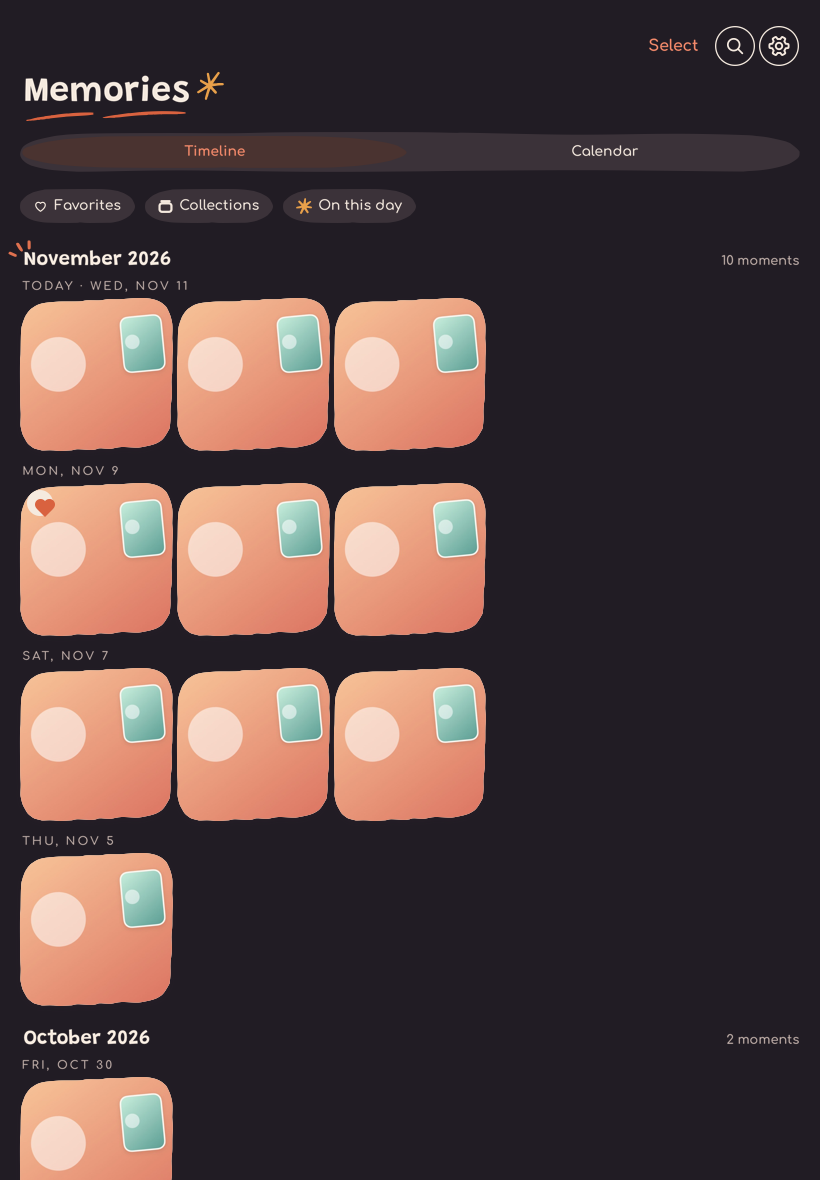 Select
Memories
Timeline
Calendar
Favorites
Collections
On this day
November 2026
10 moments
TODAY · WED, NOV 11
MON, NOV 9
SAT, NOV 7
THU, NOV 5
October 2026
2 moments
FRI, OCT 30